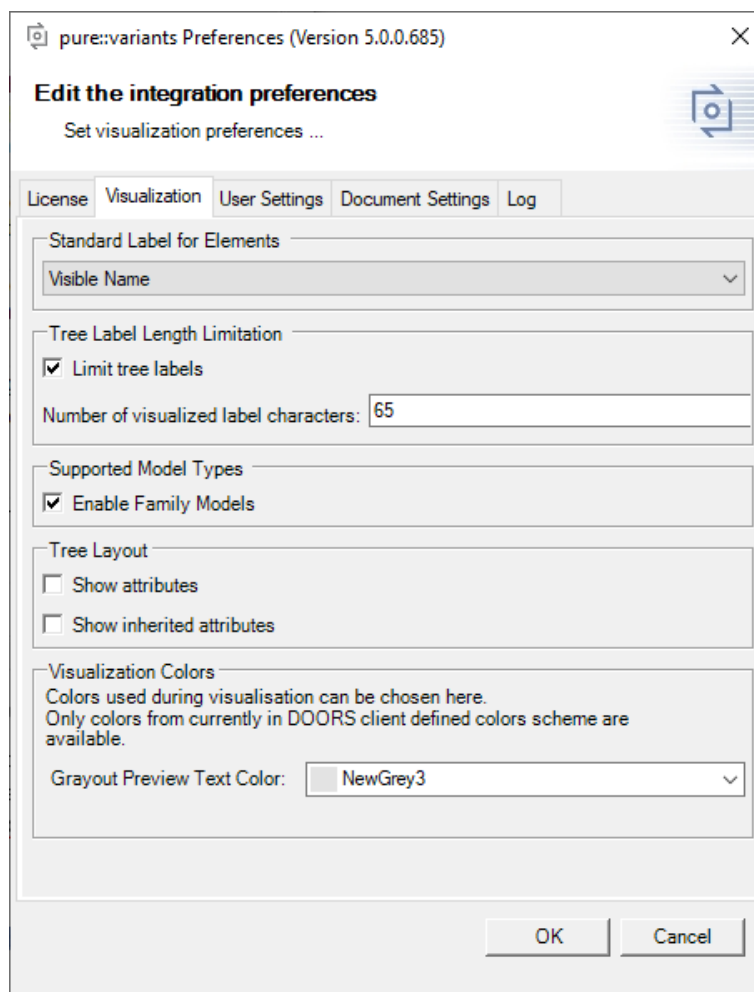 pure::variants Preferences (Version 5.0.0.685)
Edit the integration preferences
Set visualization preferences ...
License Visualization User Settings Document Settings Log
Standard Label for Elements
Visible Name
Tree Label Length Limitation
Limit tree labels
Number of visualized label characters: 65
Supported Model Types
Enable Family Models
Tree Layout
Show attributes
Show inherited attributes
Visualization Colors
Colors used during visualisation can be chosen here.
Only colors from currently in DOORS client defined colors scheme are
available.
Grayout Preview Text Color: NewGrey3
OK Cancel